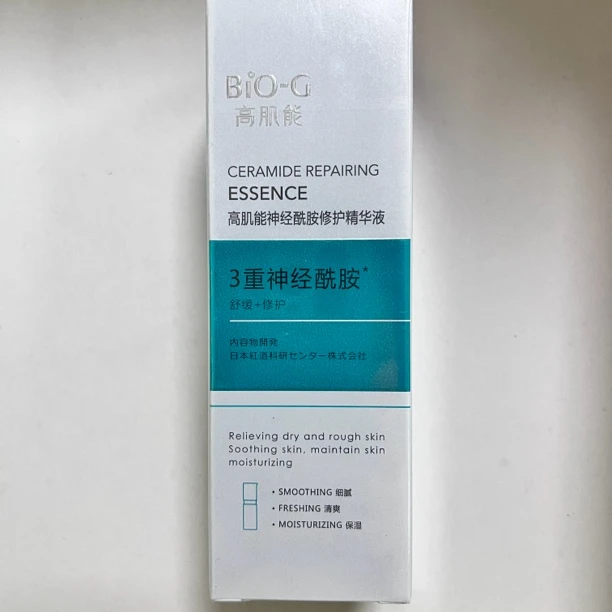 BiO-G
高肌能
CERAMIDE REPAIRING
ESSENCE
高肌能神经酰胺修护精华液
3重神经酰胺*
舒缓+修护
内容物開発
日本紅酒科研センター株式会社
Relieving dry and rough skin
Soothing skin, maintain skin
moisturizing
• SMOOTHING 细腻
• FRESHING 清爽
• MOISTURIZING 保湿